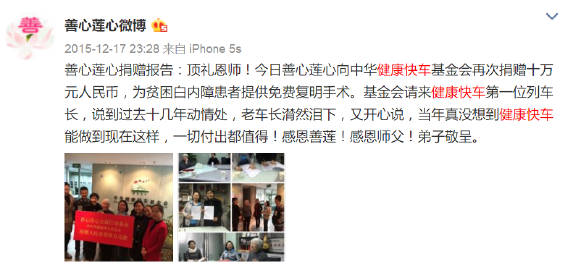 善
善心莲心微博
2015-12-17 23:28 来自 iPhone 5s
善心莲心捐赠报告：顶礼恩师！今日善心莲心向中华健康快车基金会再次捐赠十万
元人民币，为贫困白内障患者提供免费复明手术。基金会请来健康快车第一位列车
长，说到过去十几年动情处，老车长潸然泪下，又开心说，当年真没想到健康快车
能做到现在这样，一切付出都值得！感恩善莲！感恩师父！弟子敬呈。